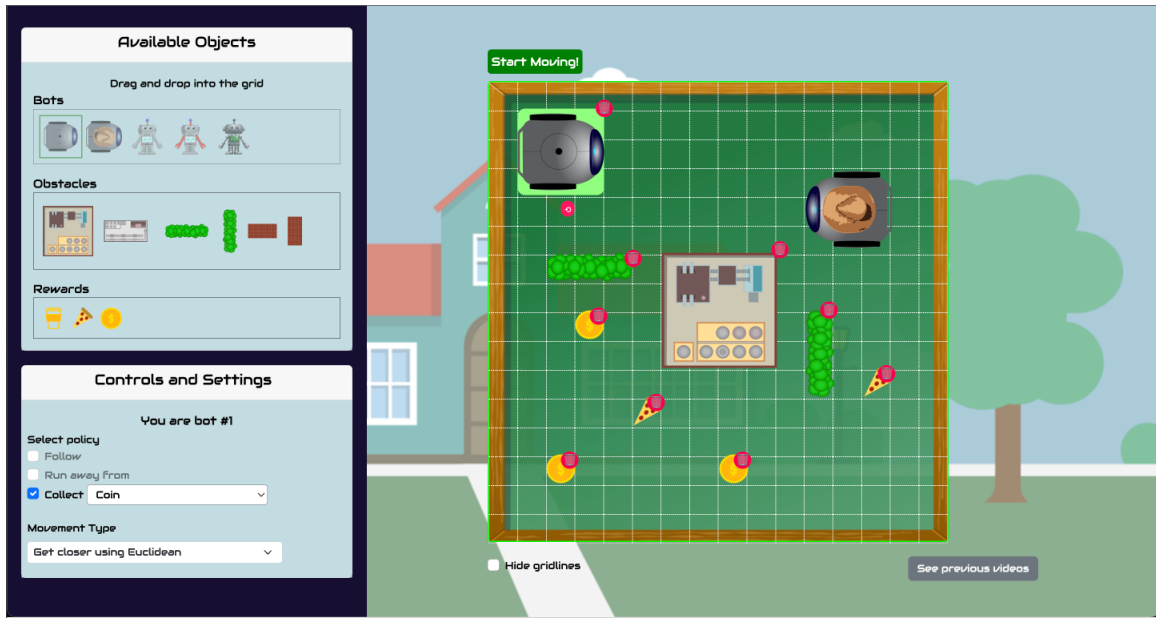 Available Objects
Drag and drop into the grid
Bots
Obstacles
Rewards
Controls and Settings
You are bot #1
Select policy
Follow
Run away from
Collect Coin
Movement Type
Get closer using Euclidean
Start Moving!
Hide gridlines
See previous videos